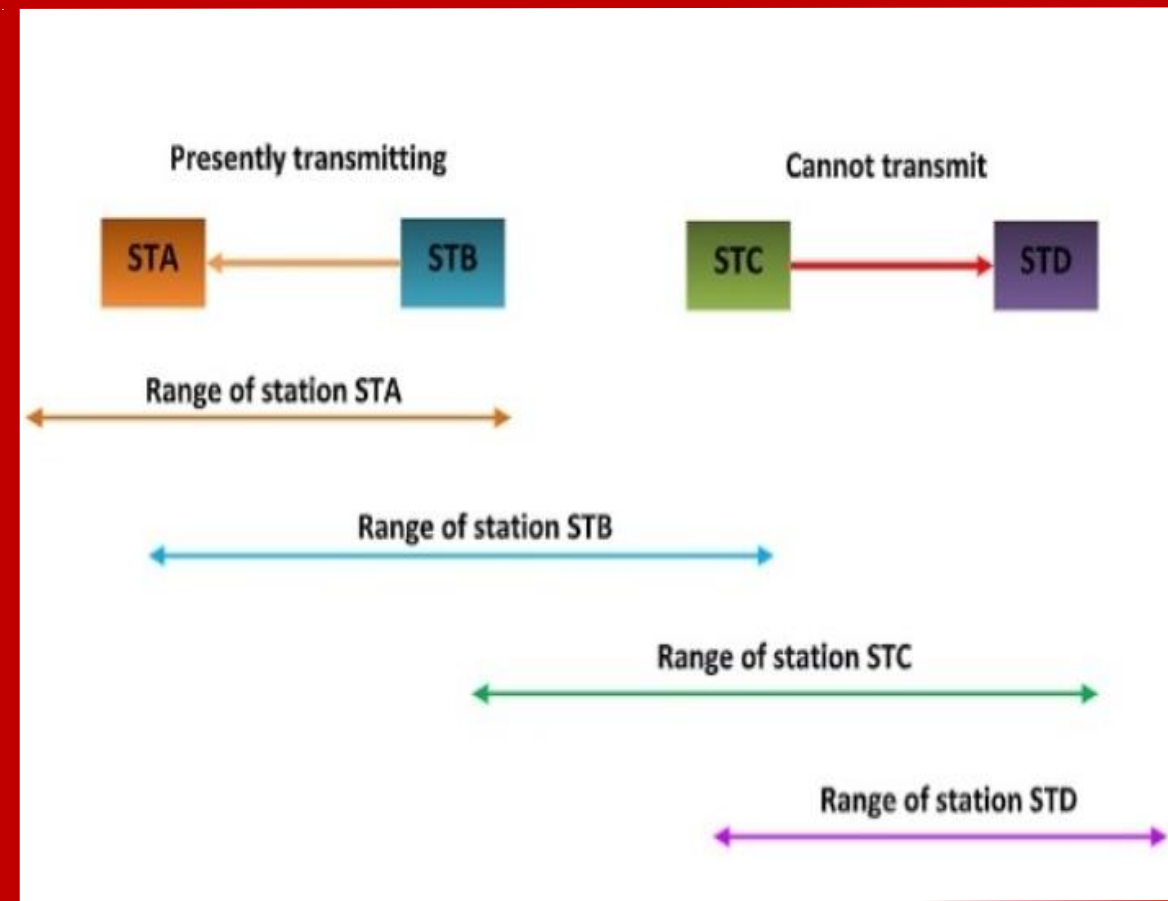 Presently transmitting
Cannot transmit
STA
STB
STC
STD
Range of station STA
Range of station STB
Range of station STC
Range of station STD